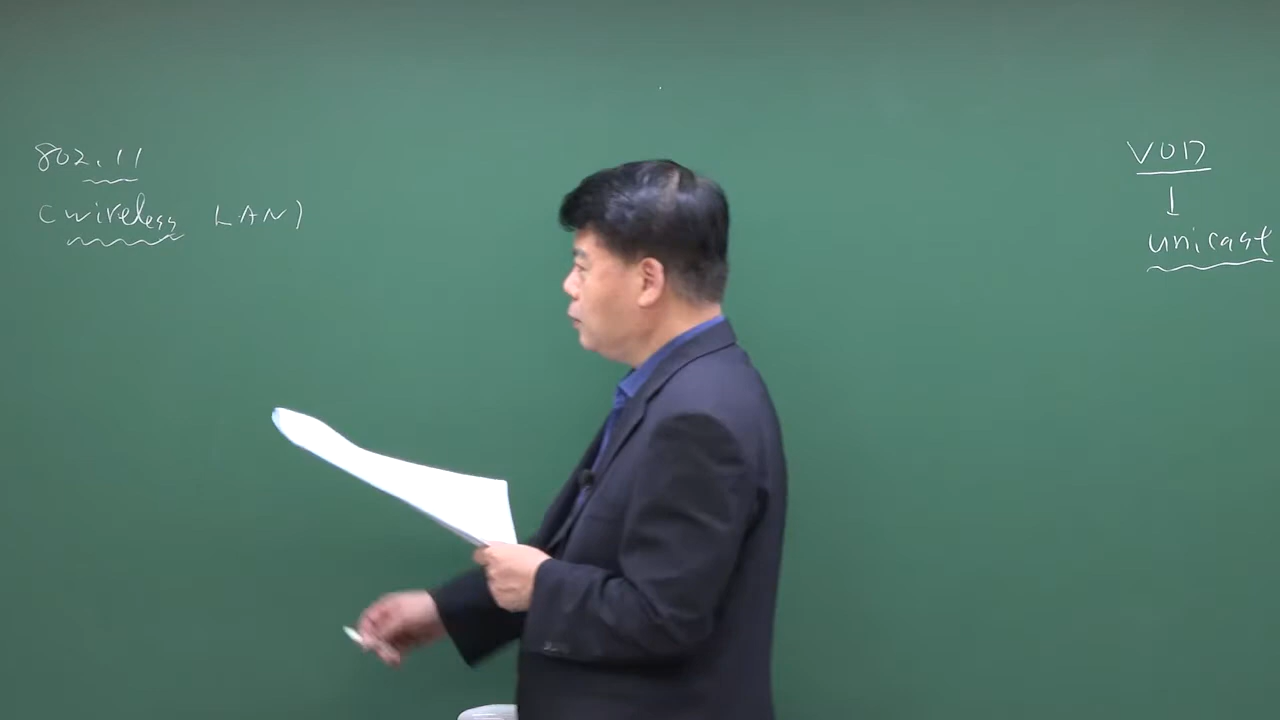 802.11
(wireless LAN)
VOD
↓
unicast